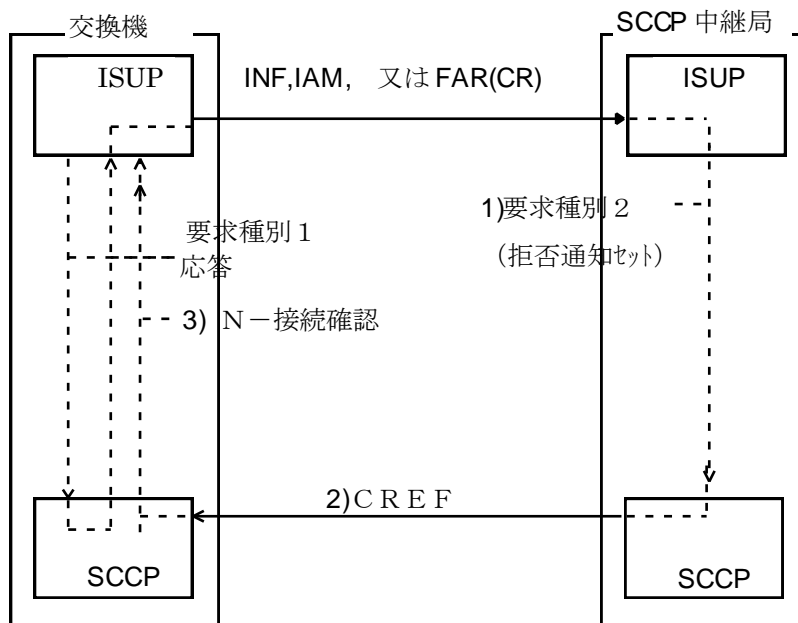 交換機
SCCP 中継局
ISUP
INF,IAM, 又は FAR(CR)
ISUP
要求種別1
応答
1)要求種別2
(拒否通知セット)
3) N-接続確認
2)CREF
SCCP
SCCP